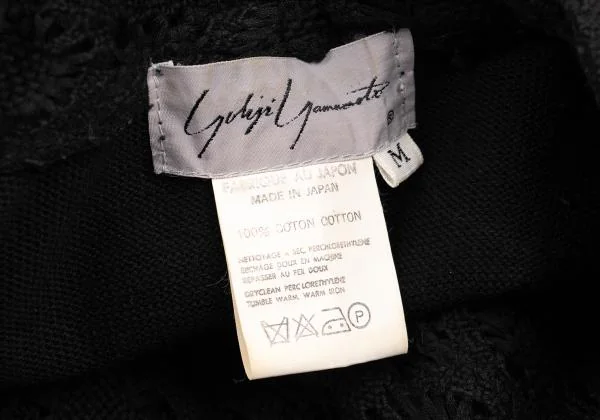 Yohji Yamamoto ®
M
FABRIQUE AU JAPON
MADE IN JAPAN
100% COTON COTTON
NETTOYAGE A SEC PERCHLORETHYLENE
SECHAGE DOUX EN MACHINE
REPASSER AU FER DOUX
DRYCLEAN PERCLORETHYLENE
TUMBLE WARM. WARM IRON
P